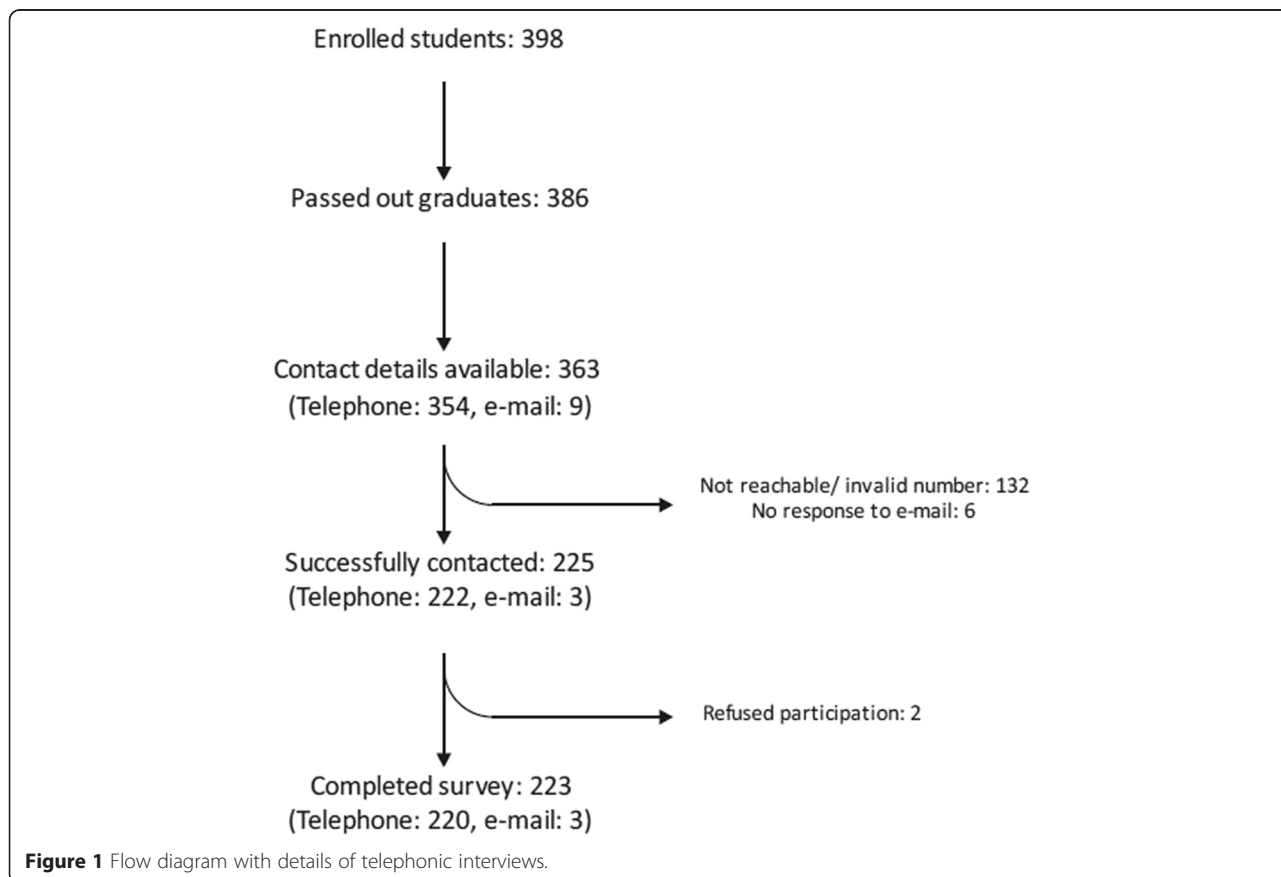 Enrolled students: 398
Passed out graduates: 386
Contact details available: 363
(Telephone: 354, e-mail: 9)
Not reachable/ invalid number: 132
No response to e-mail: 6
Successfully contacted: 225
(Telephone: 222, e-mail: 3)
Refused participation: 2
Completed survey: 223
(Telephone: 220, e-mail: 3)
Figure 1 Flow diagram with details of telephonic interviews.